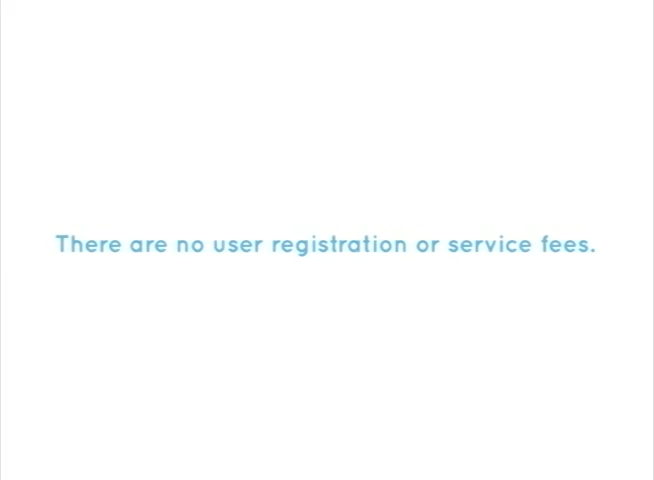 There are no user registration or service fees.